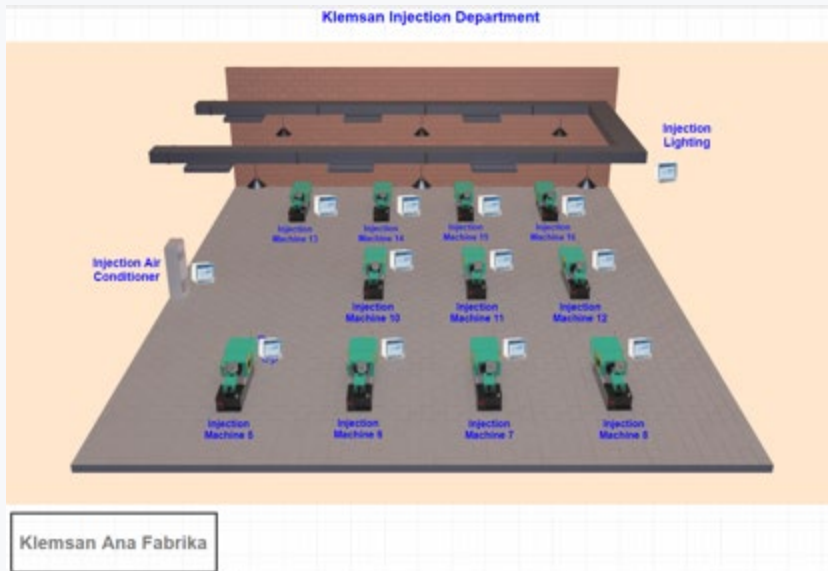 Klemsan Injection Department
Injection
Lighting
Injection
Machine 13
Injection
Machine 14
Injection
Machine 15
Injection
Machine 16
Injection Air
Conditioner
Injection
Machine 10
Injection
Machine 11
Injection
Machine 12
Injection
Machine 5
Injection
Machine 6
Injection
Machine 7
Injection
Machine 8
Klemsan Ana Fabrika